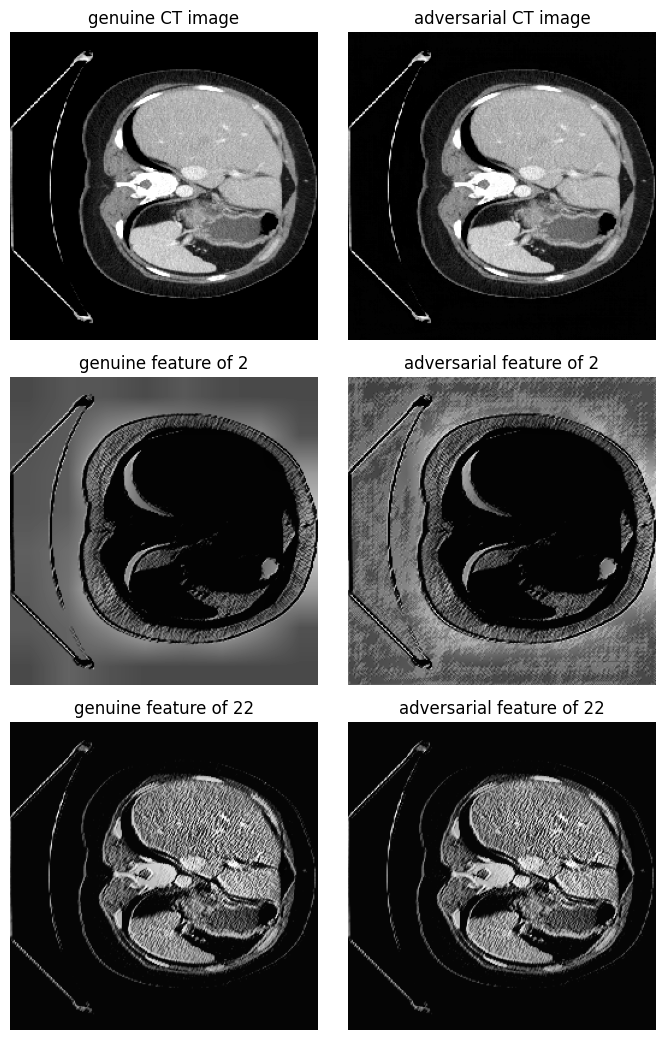 genuine CT image
adversarial CT image
genuine feature of 2
adversarial feature of 2
genuine feature of 22
adversarial feature of 22